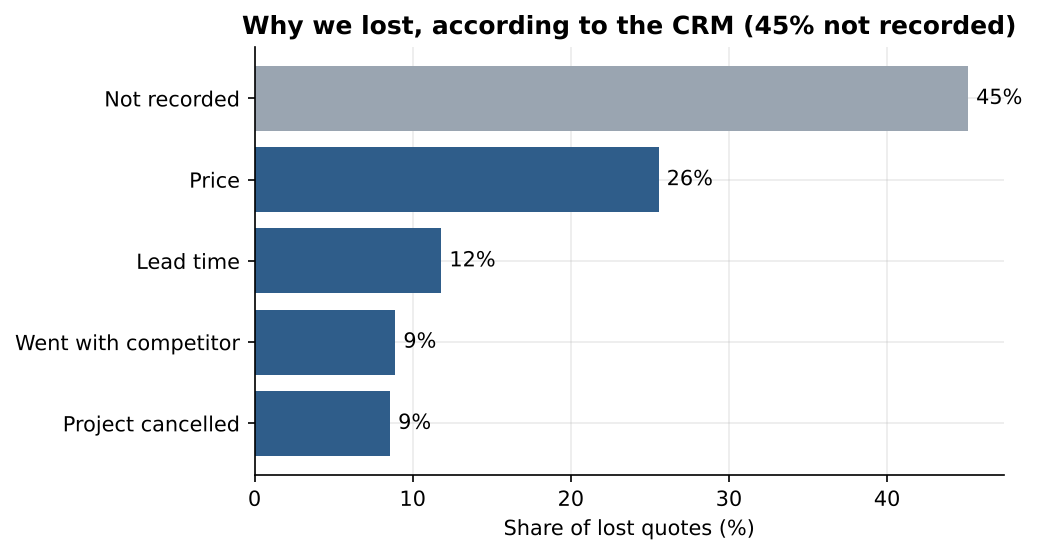 Why we lost, according to the CRM (45% not recorded)
Not recorded
45%
Price
26%
Lead time
12%
Went with competitor
9%
Project cancelled
9%
0 10 20 30 40
Share of lost quotes (%)